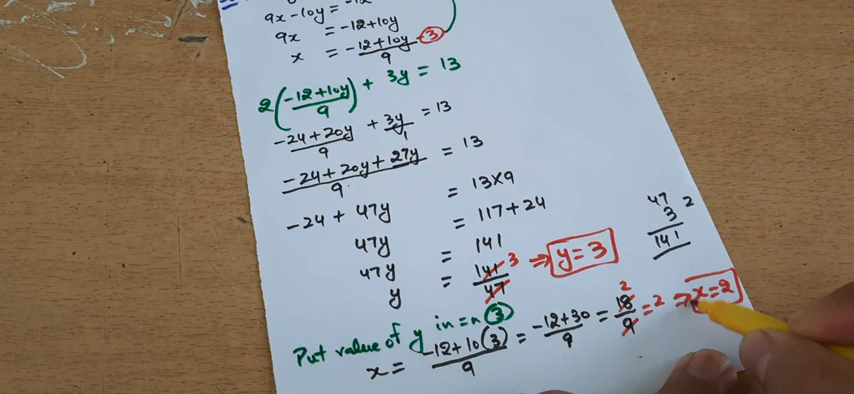 9x-10y = -12
9x = -12+10y
x = -12+10y/9 -3
2(-12+10y/9) + 3y = 13
-24+20y/9 + 3y/1 = 13
-24+20y+27y/9 = 13
-24 + 47y = 13×9
47y = 117+24
47y = 141
y = 141/47 3 ⇒ y=3
47
3 2
141
Put value of y in =n 3
x = -12+10(3)/9 = -12+30/9 = 18/9 2 = 2 ⇒ x=2